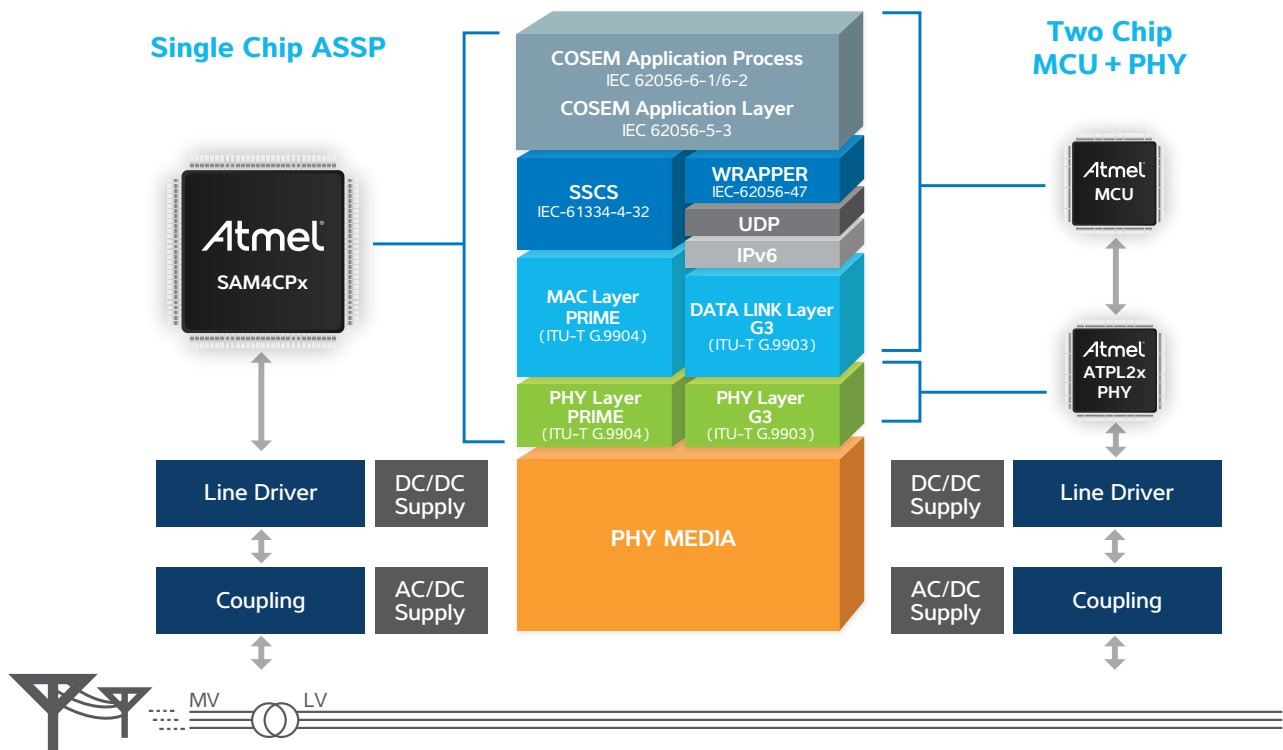 Single Chip ASSP
Atmel®
SAM4CPx
Line Driver
DC/DC
Supply
Coupling
AC/DC
Supply
COSEM Application Process
IEC 62056-6-1/6-2
COSEM Application Layer
IEC 62056-5-3
SSCS
IEC-61334-4-32
WRAPPER
IEC-62056-47
UDP
IPv6
MAC Layer
PRIME
(ITU-T G.9904)
DATA LINK Layer
G3
(ITU-T G.9903)
PHY Layer
PRIME
(ITU-T G.9904)
PHY Layer
G3
(ITU-T G.9903)
PHY MEDIA
Two Chip
MCU + PHY
Atmel
MCU
Atmel
ATPL2x
PHY
DC/DC
Supply
Line Driver
AC/DC
Supply
Coupling
MV
LV